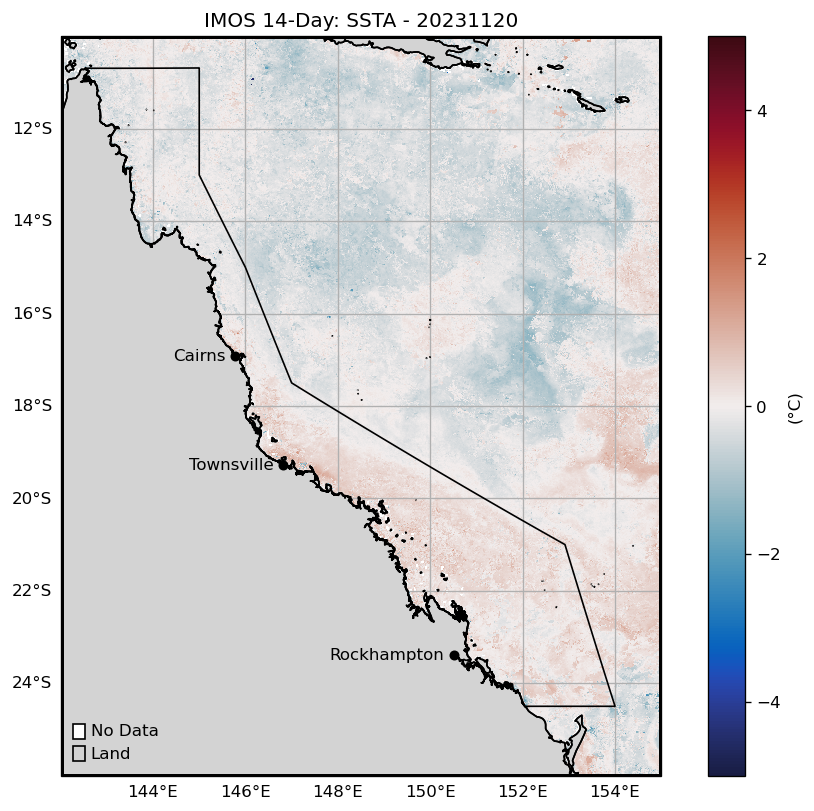 IMOS 14-Day: SSTA - 20231120
12°S
14°S
16°S
18°S
20°S
22°S
24°S
Cairns
Townsville
Rockhampton
No Data
Land
144°E 146°E 148°E 150°E 152°E 154°E
4
2
0
−2
−4
(°C)